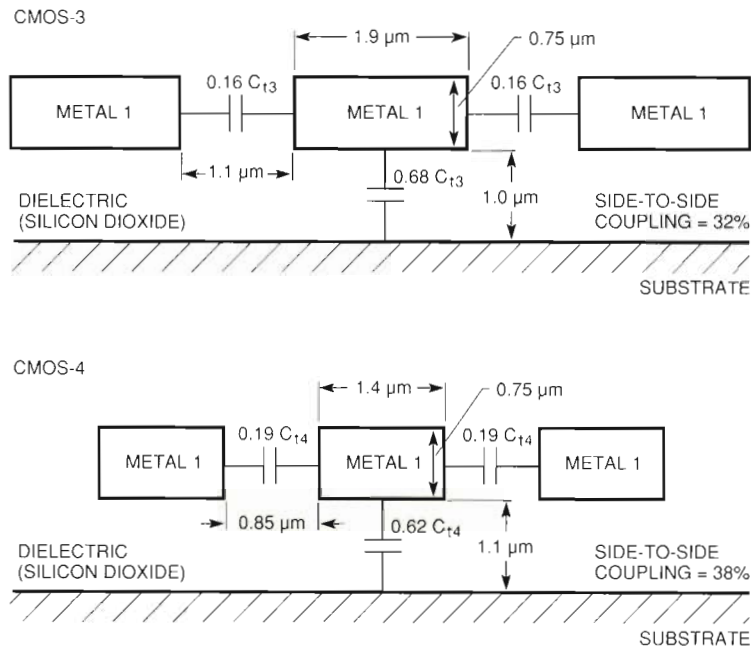 CMOS-3
1.9 µm
0.75 µm
0.16 Ct3
0.16 Ct3
METAL 1
METAL 1
METAL 1
1.1 µm
0.68 Ct3
1.0 µm
DIELECTRIC
(SILICON DIOXIDE)
SIDE-TO-SIDE
COUPLING = 32%
SUBSTRATE
CMOS-4
1.4 µm
0.75 µm
0.19 Ct4
0.19 Ct4
METAL 1
METAL 1
METAL 1
0.85 µm
0.62 Ct4
1.1 µm
DIELECTRIC
(SILICON DIOXIDE)
SIDE-TO-SIDE
COUPLING = 38%
SUBSTRATE